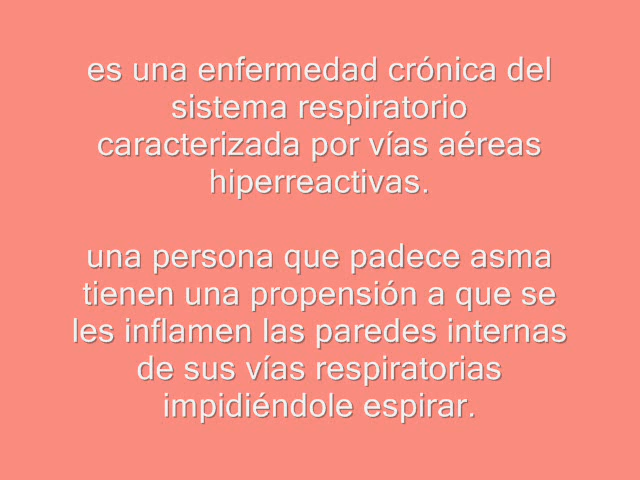 es una enfermedad crónica del
sistema respiratorio
caracterizada por vías aéreas
hiperreactivas.
una persona que padece asma
tienen una propensión a que se
les inflamen las paredes internas
de sus vías respiratorias
impidiéndole espirar.